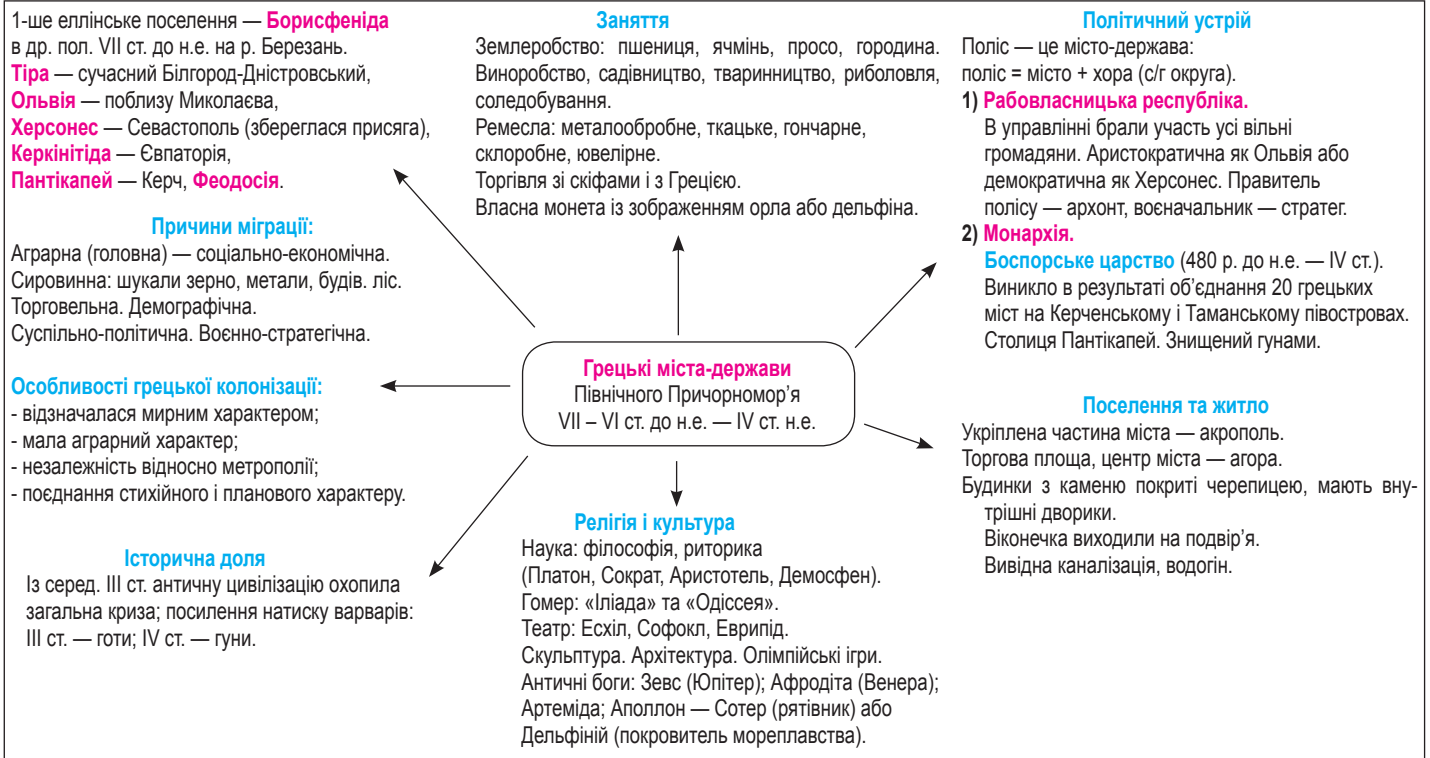 1-ше еллінське поселення — Борисфеніда
в др. пол. VII ст. до н.е. на р. Березань.
Тіра — сучасний Білгород-Дністровський,
Ольвія — поблизу Миколаєва,
Херсонес — Севастополь (збереглася присяга),
Керкінітіда — Євпаторія,
Пантікапей — Керч, Феодосія.
Причини міграції:
Аграрна (головна) — соціально-економічна.
Сировинна: шукали зерно, метали, будів. ліс.
Торговельна. Демографічна.
Суспільно-політична. Воєнно-стратегічна.
Особливості грецької колонізації:
- відзначалася мирним характером;
- мала аграрний характер;
- незалежність відносно метрополії;
- поєднання стихійного і планового характеру.
Історична доля
Із серед. III ст. античну цивілізацію охопила
загальна криза; посилення натиску варварів:
III ст. — готи; IV ст. — гуни.
Заняття
Землеробство: пшениця, ячмінь, просо, городина.
Виноробство, садівництво, тваринництво, риболовля,
соледобування.
Ремесла: металообробне, ткацьке, гончарне,
склоробне, ювелірне.
Торгівля зі скіфами і з Грецією.
Власна монета із зображенням орла або дельфіна.
Грецькі міста-держави
Північного Причорномор’я
VII – VI ст. до н.е. — IV ст. н.е.
Релігія і культура
Наука: філософія, риторика
(Платон, Сократ, Аристотель, Демосфен).
Гомер: «Іліада» та «Одіссея».
Театр: Есхіл, Софокл, Еврипід.
Скульптура. Архітектура. Олімпійські ігри.
Античні боги: Зевс (Юпітер); Афродіта (Венера);
Артеміда; Аполлон — Сотер (рятівник) або
Дельфіній (покровитель мореплавства).
Політичний устрій
Поліс — це місто-держава:
поліс = місто + хора (с/г округа).
1) Рабовласницька республіка.
В управлінні брали участь усі вільні
громадяни. Аристократична як Ольвія або
демократична як Херсонес. Правитель
полісу — архонт, воєначальник — стратег.
2) Монархія.
Боспорське царство (480 р. до н.е. — IV ст.).
Виникло в результаті об’єднання 20 грецьких
міст на Керченському і Таманському півостровах.
Столиця Пантікапей. Знищений гунами.
Поселення та житло
Укріплена частина міста — акрополь.
Торгова площа, центр міста — агора.
Будинки з каменю покриті черепицею, мають вну-
трішні дворики.
Віконечка виходили на подвір’я.
Вивідна каналізація, водогін.